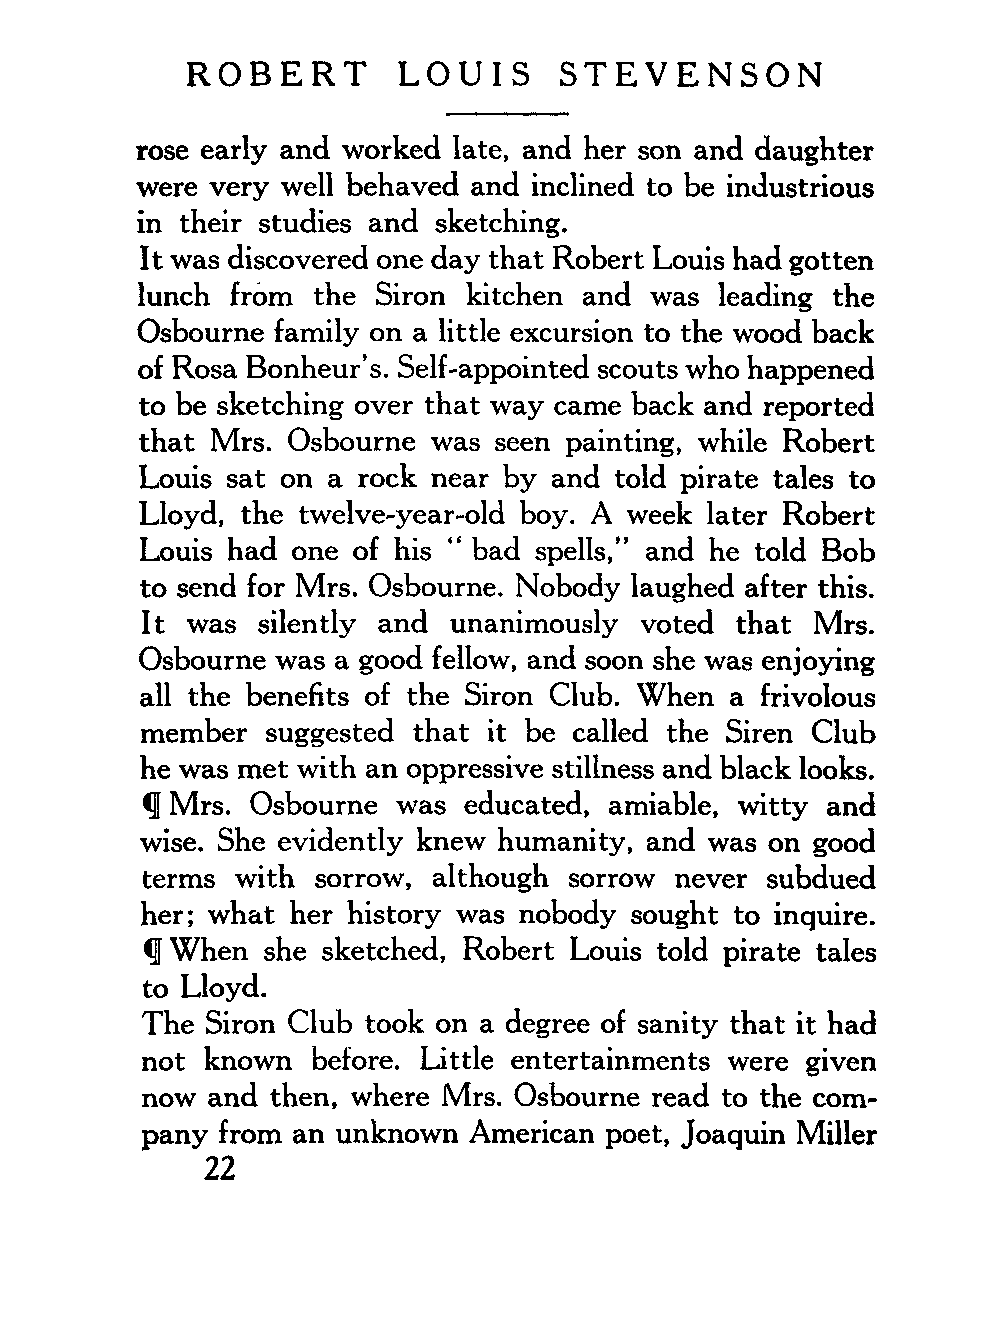 ROBERT LOUIS STEVENSON
rose early and worked late, and her son and daughter
were very well behaved and inclined to be industrious
in their studies and sketching.
It was discovered one day that Robert Louis had gotten
lunch from the Siron kitchen and was leading the
Osbourne family on a little excursion to the wood back
of Rosa Bonheur's. Self-appointed scouts who happened
to be sketching over that way came back and reported
that Mrs. Osbourne was seen painting, while Robert
Louis sat on a rock near by and told pirate tales to
Lloyd, the twelve-year-old boy. A week later Robert
Louis had one of his “ bad spells,” and he told Bob
to send for Mrs. Osbourne. Nobody laughed after this.
It was silently and unanimously voted that Mrs.
Osbourne was a good fellow, and soon she was enjoying
all the benefits of the Siron Club. When a frivolous
member suggested that it be called the Siren Club
he was met with an oppressive stillness and black looks.
¶ Mrs. Osbourne was educated, amiable, witty and
wise. She evidently knew humanity, and was on good
terms with sorrow, although sorrow never subdued
her; what her history was nobody sought to inquire.
¶ When she sketched, Robert Louis told pirate tales
to Lloyd.
The Siron Club took on a degree of sanity that it had
not known before. Little entertainments were given
now and then, where Mrs. Osbourne read to the com-
pany from an unknown American poet, Joaquin Miller
22